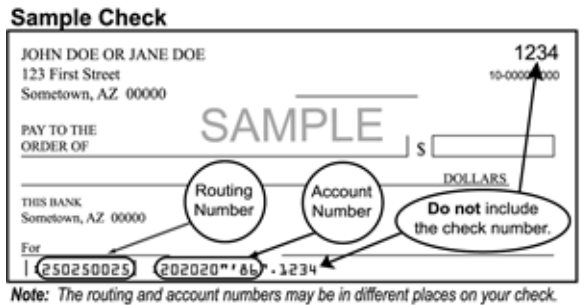 Sample Check
JOHN DOE OR JANE DOE
123 First Street
Sometown, AZ 00000
1234
10-00000000
SAMPLE
PAY TO THE
ORDER OF
$
DOLLARS
THIS BANK
Sometown, AZ 00000
Routing
Number
Account
Number
Do not include
the check number.
For
250250025 202020"'86".1234
Note: The routing and account numbers may be in different places on your check.